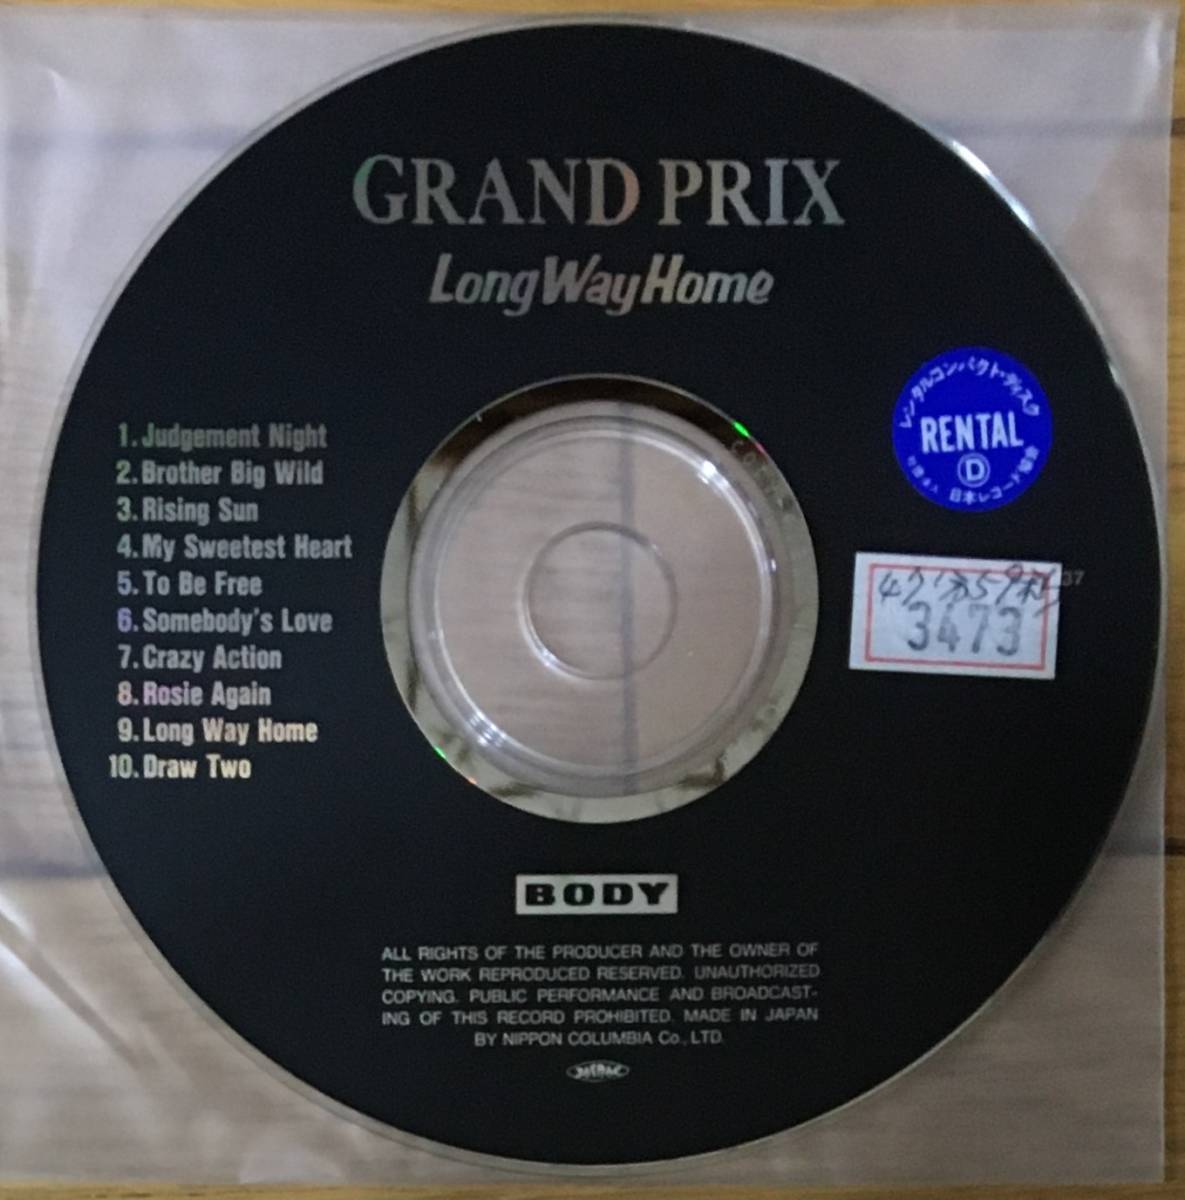 GRAND PRIX
Long Way Home
1. Judgement Night
2. Brother Big Wild
3. Rising Sun
4. My Sweetest Heart
5. To Be Free
6. Somebody's Love
7. Crazy Action
8. Rosie Again
9. Long Way Home
10. Draw Two
レンタルコンパクト・ディスク
RENTAL
D
日本レコード協会
37
3473
BODY
ALL RIGHTS OF THE PRODUCER AND THE OWNER OF
THE WORK REPRODUCED RESERVED. UNAUTHORIZED
COPYING, PUBLIC PERFORMANCE AND BROADCAST-
ING OF THIS RECORD PROHIBITED. MADE IN JAPAN
BY NIPPON COLUMBIA Co., LTD.
JASRAC